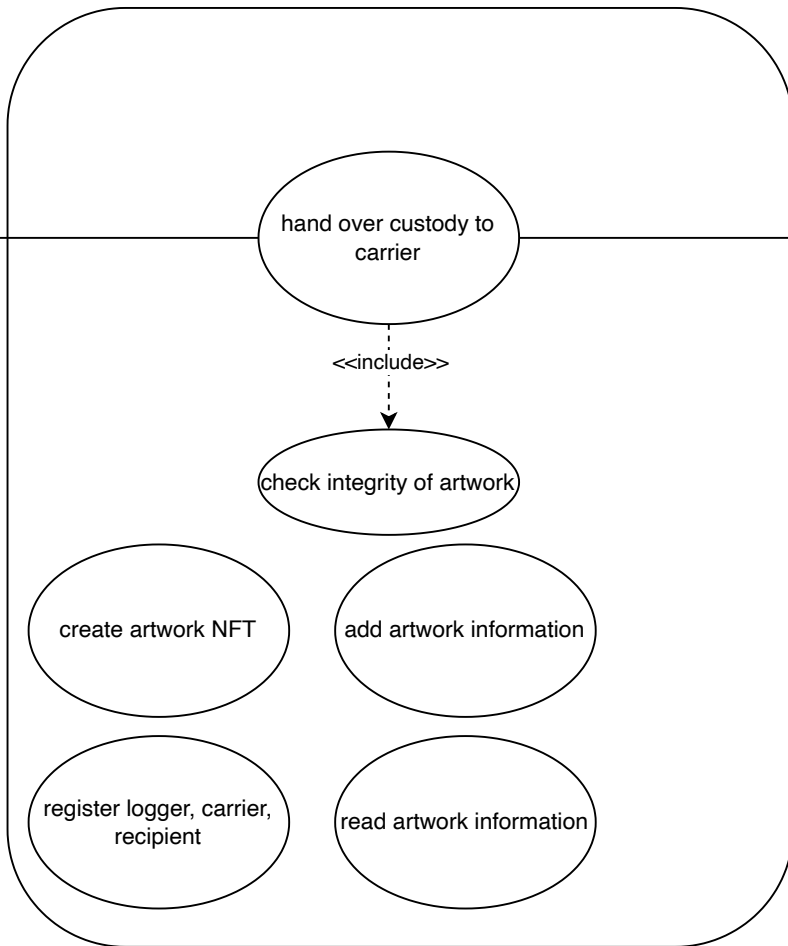 hand over custody to
carrier
<<include>>
check integrity of artwork
create artwork NFT
add artwork information
register logger, carrier,
recipient
read artwork information